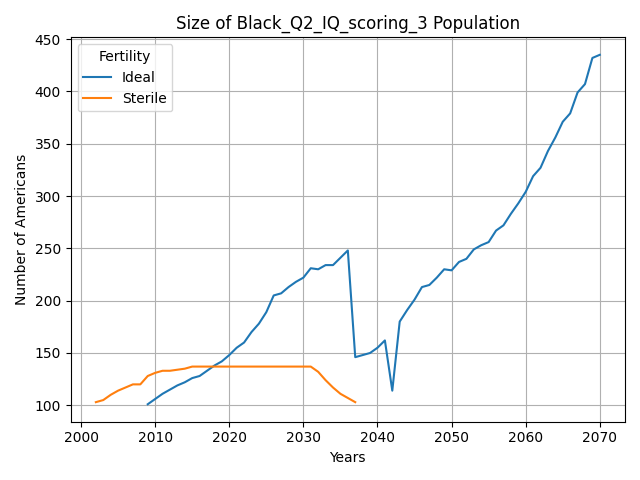 Size of Black_Q2_IQ_scoring_3 Population
Number of Americans
450
400
350
300
250
200
150
100
Fertility
Ideal
Sterile
2000 2010 2020 2030 2040 2050 2060 2070
Years